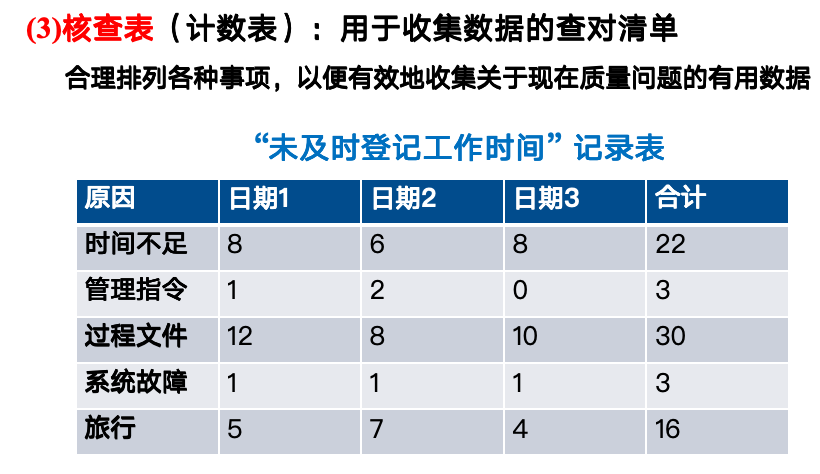 (3)核查表（计数表）：用于收集数据的查对清单
合理排列各种事项，以便有效地收集关于现在质量问题的有用数据
“未及时登记工作时间”记录表
原因 日期1 日期2 日期3 合计
时间不足 8 6 8 22
管理指令 1 2 0 3
过程文件 12 8 10 30
系统故障 1 1 1 3
旅行 5 7 4 16